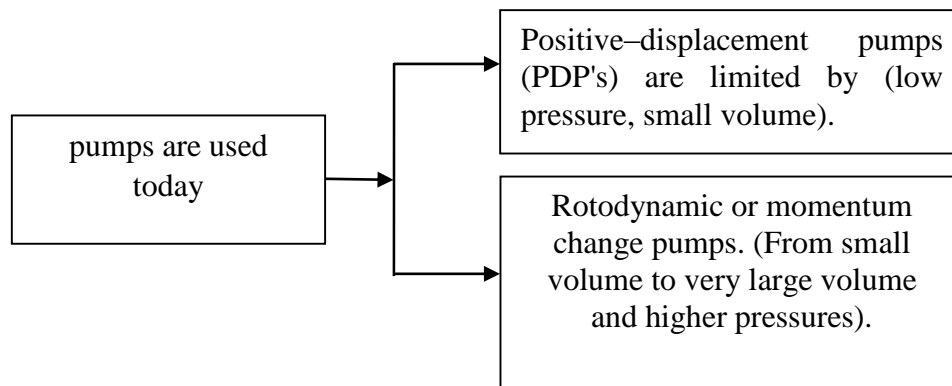 pumps are used
today
Positive–displacement pumps
(PDP's) are limited by (low
pressure, small volume).
Rotodynamic or momentum
change pumps. (From small
volume to very large volume
and higher pressures).